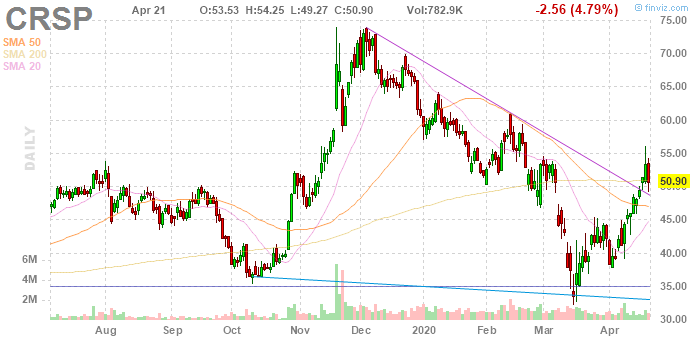 CRSP Apr 21 O:53.53 H:54.25 L:49.27 C:50.90 Vol:782.9K -2.56 (4.79%)
© finviz.com
SMA 50
SMA 200
SMA 20
DAILY
75.00
70.00
65.00
60.00
55.00
50.90
50.00
45.00
40.00
35.00
30.00
6M
4M
2M
Aug Sep Oct Nov Dec 2020 Feb Mar Apr